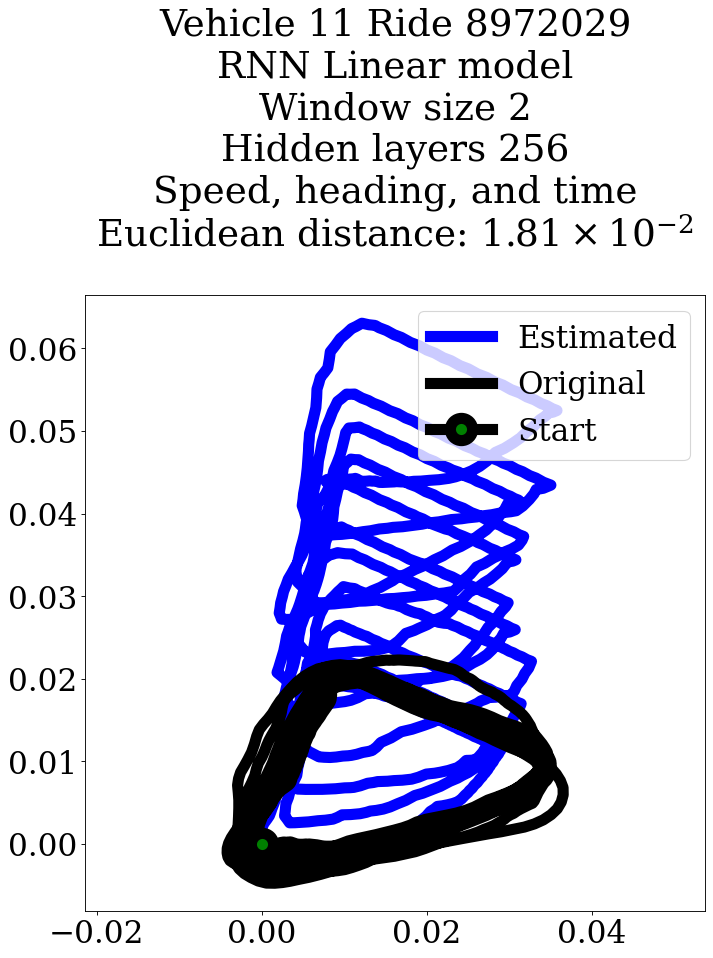 Vehicle 11 Ride 8972029
RNN Linear model
Window size 2
Hidden layers 256
Speed, heading, and time
Euclidean distance: 1.81 × 10⁻²
Estimated
Original
Start
0.06
0.05
0.04
0.03
0.02
0.01
0.00
−0.02 0.00 0.02 0.04